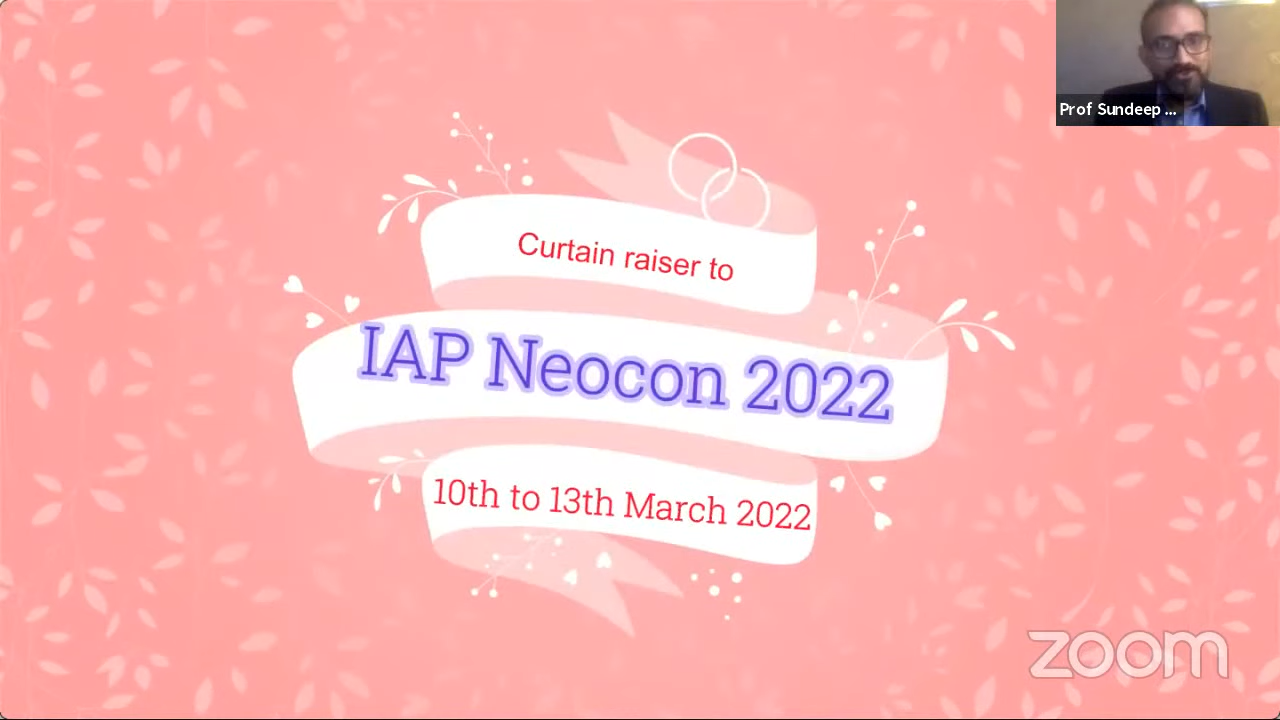 Prof Sundeep ...
Curtain raiser to
IAP Neocon 2022
10th to 13th March 2022
zoom